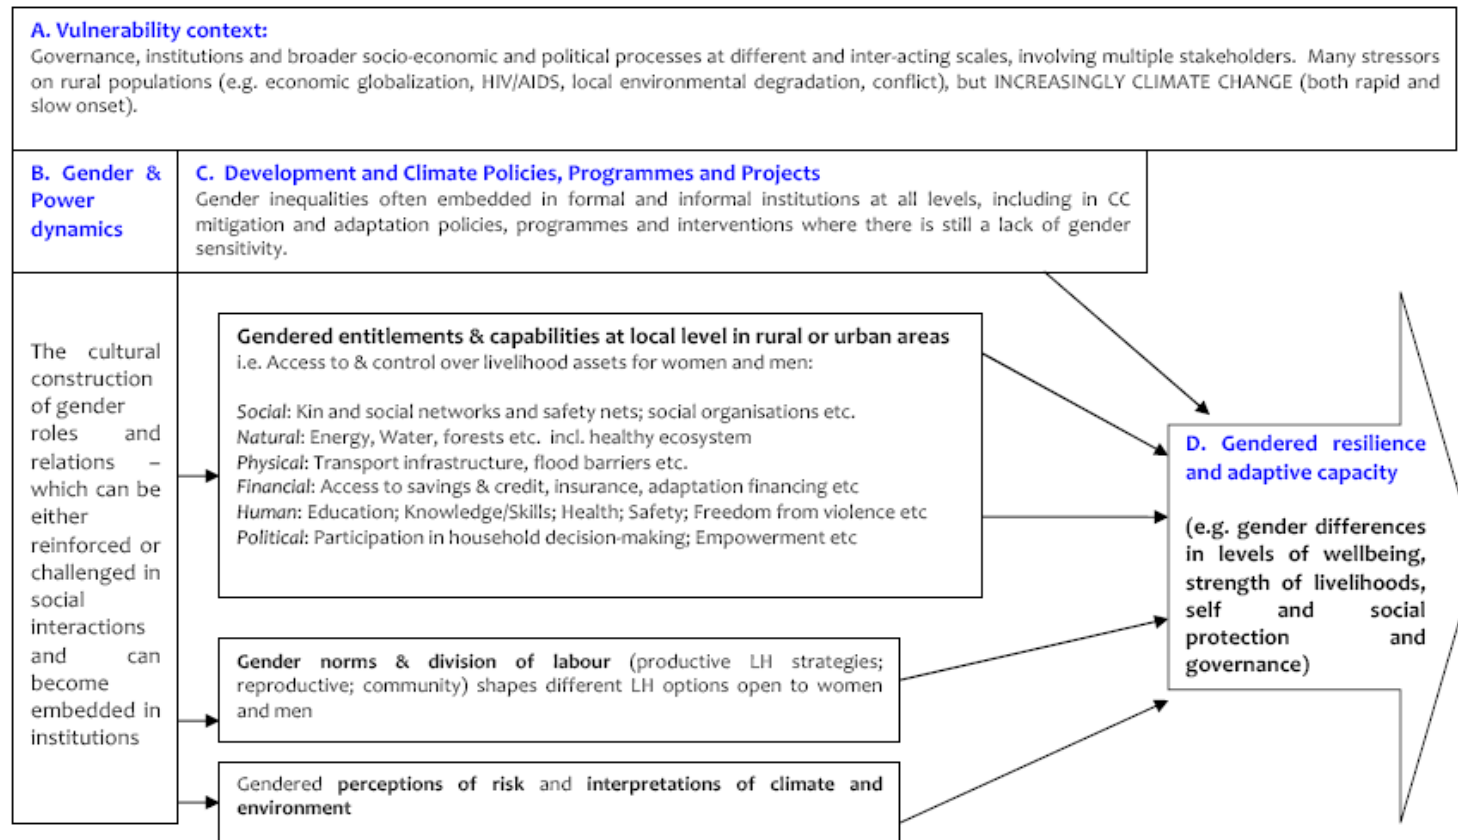 A. Vulnerability context:
Governance, institutions and broader socio-economic and political processes at different and inter-acting scales, involving multiple stakeholders. Many stressors
on rural populations (e.g. economic globalization, HIV/AIDS, local environmental degradation, conflict), but INCREASINGLY CLIMATE CHANGE (both rapid and
slow onset).
B. Gender &
Power
dynamics
C. Development and Climate Policies, Programmes and Projects
Gender inequalities often embedded in formal and informal institutions at all levels, including in CC
mitigation and adaptation policies, programmes and interventions where there is still a lack of gender
sensitivity.
The cultural
construction
of gender
roles and
relations –
which can be
either
reinforced or
challenged in
social
interactions
and can
become
embedded in
institutions
Gendered entitlements & capabilities at local level in rural or urban areas
i.e. Access to & control over livelihood assets for women and men:
Social: Kin and social networks and safety nets; social organisations etc.
Natural: Energy, Water, forests etc. incl. healthy ecosystem
Physical: Transport infrastructure, flood barriers etc.
Financial: Access to savings & credit, insurance, adaptation financing etc
Human: Education; Knowledge/Skills; Health; Safety; Freedom from violence etc
Political: Participation in household decision-making; Empowerment etc
Gender norms & division of labour (productive LH strategies;
reproductive; community) shapes different LH options open to women
and men
Gendered perceptions of risk and interpretations of climate and
environment
D. Gendered resilience
and adaptive capacity
(e.g. gender differences
in levels of wellbeing,
strength of livelihoods,
self and social
protection and
governance)